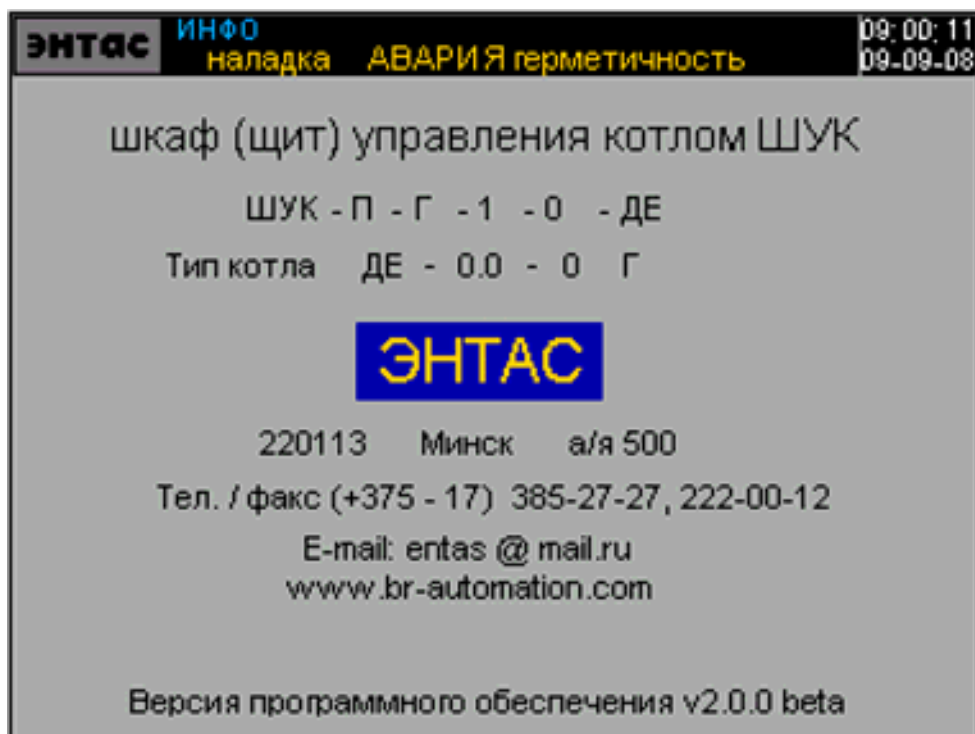 энтас ИНФО 09:00:11
наладка АВАРИЯ герметичность 09-09-08
шкаф (щит) управления котлом ШУК
ШУК - П - Г - 1 - 0 - ДЕ
Тип котла ДЕ - 0.0 - 0 Г
ЭНТАС
220113 Минск а/я 500
Тел. / факс (+375 - 17) 385-27-27, 222-00-12
E-mail: entas @ mail.ru
www.br-automation.com
Версия программного обеспечения v2.0.0 beta